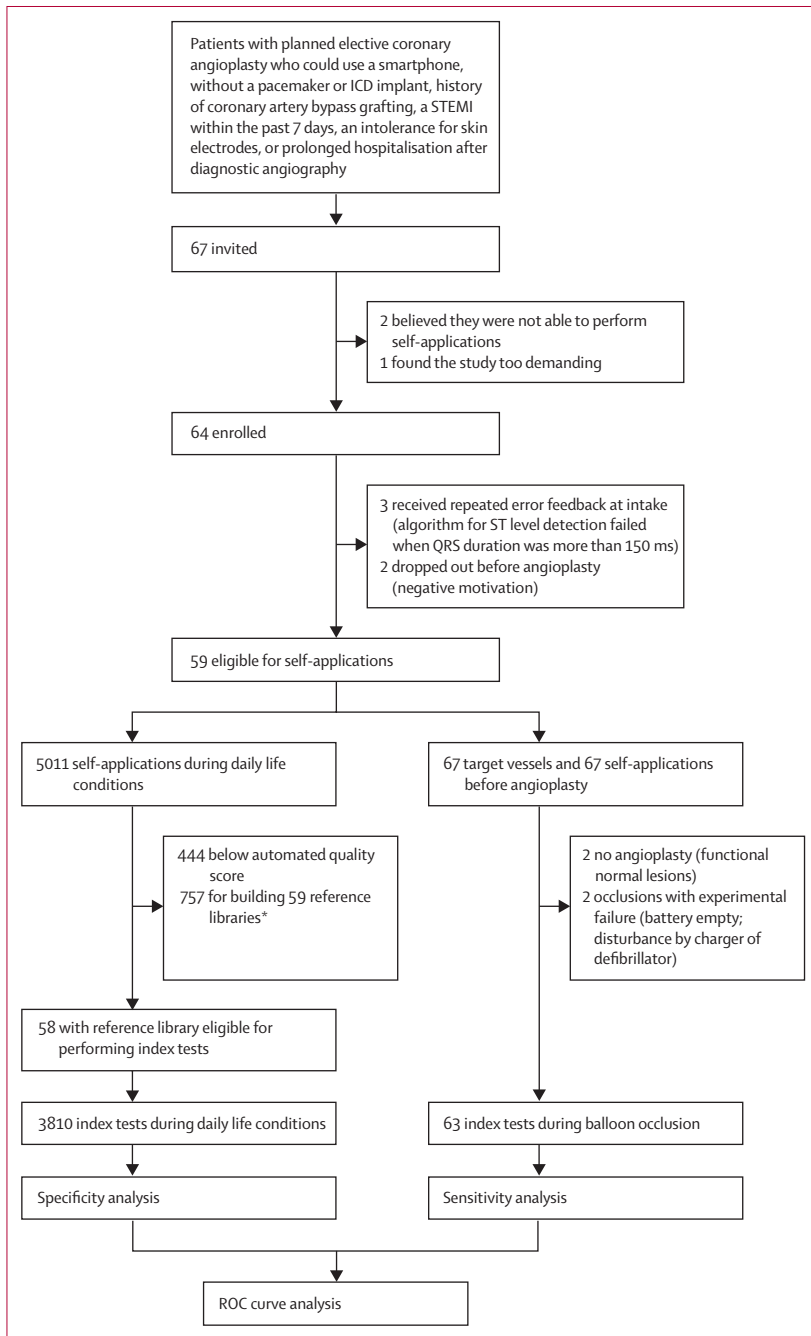 Patients with planned elective coronary
angioplasty who could use a smartphone,
without a pacemaker or ICD implant, history
of coronary artery bypass grafting, a STEMI
within the past 7 days, an intolerance for skin
electrodes, or prolonged hospitalisation after
diagnostic angiography
67 invited
2 believed they were not able to perform
self-applications
1 found the study too demanding
64 enrolled
3 received repeated error feedback at intake
(algorithm for ST level detection failed
when QRS duration was more than 150 ms)
2 dropped out before angioplasty
(negative motivation)
59 eligible for self-applications
5011 self-applications during daily life
conditions
444 below automated quality
score
757 for building 59 reference
libraries*
58 with reference library eligible for
performing index tests
3810 index tests during daily life conditions
Specificity analysis
67 target vessels and 67 self-applications
before angioplasty
2 no angioplasty (functional
normal lesions)
2 occlusions with experimental
failure (battery empty;
disturbance by charger of
defibrillator)
63 index tests during balloon occlusion
Sensitivity analysis
ROC curve analysis